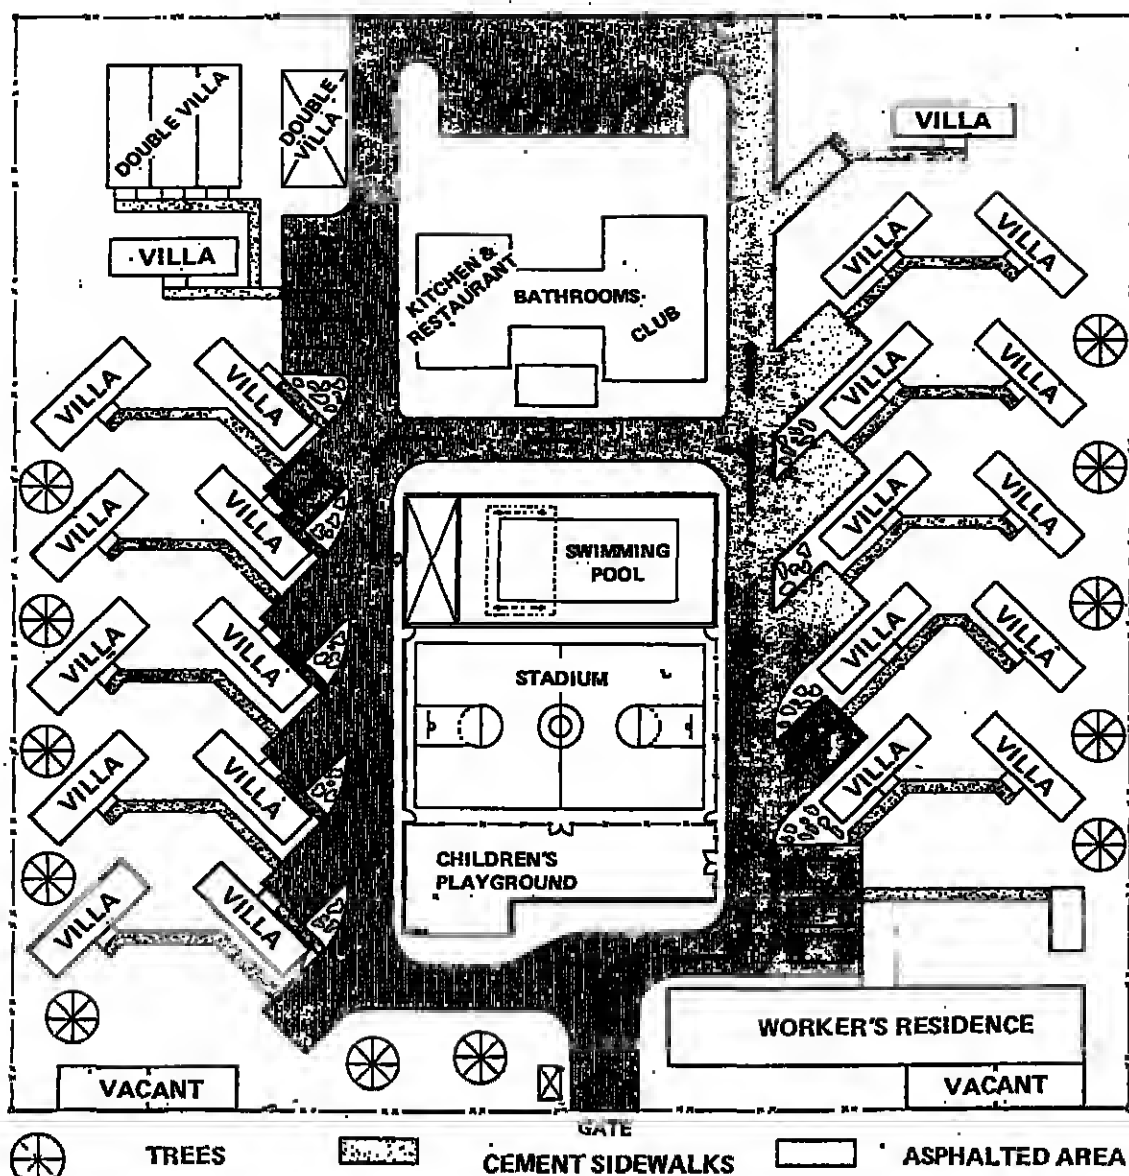 DOUBLE VILLA
DOUBLE
VILLA
VILLA
VILLA
VILLA
VILLA
KITCHEN &
RESTAURANT
BATHROOMS
CLUB
VILLA
VILLA
VILLA
VILLA
VILLA
VILLA
VILLA
VILLA
SWIMMING
POOL
VILLA
VILLA
VILLA
VILLA
STADIUM
VILLA
VILLA
VILLA
VILLA
VILLA
VILLA
CHILDREN'S
PLAYGROUND
VILLA
VILLA
WORKER'S RESIDENCE
VACANT
VACANT
GATE
TREES
CEMENT SIDEWALKS
ASPHALTED AREA